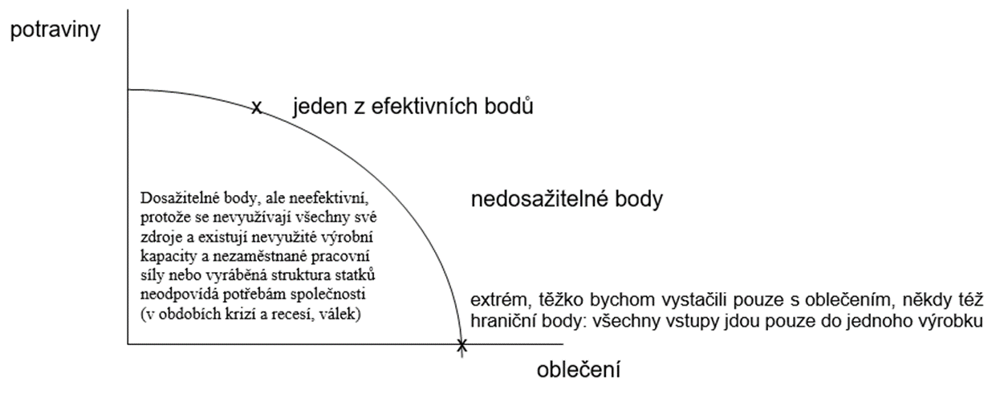 potraviny
x jeden z efektivních bodů
Dosažitelné body, ale neefektivní,
protože se nevyužívají všechny své
zdroje a existují nevyužité výrobní
kapacity a nezaměstnané pracovní
síly nebo vyráběná struktura statků
neodpovídá potřebám společnosti
(v obdobích krizí a recesí, válek)
nedosažitelné body
extrém, těžko bychom vystačili pouze s oblečením, někdy též
hraniční body: všechny vstupy jdou pouze do jednoho výrobku
x
oblečení